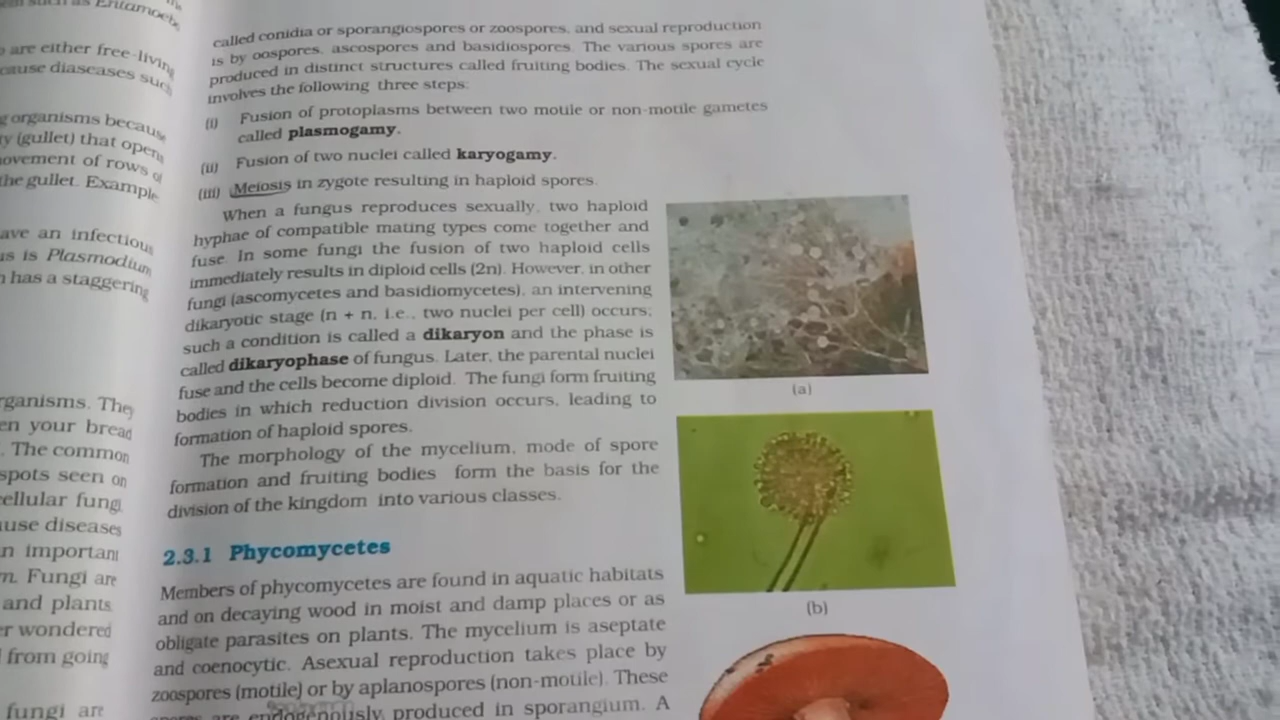 are either free-living
cause diseases such
organisms because
(gullet) that opens
movement of rows of
the gullet. Example
have an infectious
is Plasmodium
has a staggering
organisms. They
your bread
. The common
spots seen on
fungi
cause diseases
important
Fungi are
and plants
wondered
from going
fungi are
called conidia or sporangiospores or zoospores, and sexual reproduction
is by oospores, ascospores and basidiospores. The various spores are
produced in distinct structures called fruiting bodies. The sexual cycle
involves the following three steps:
(i) Fusion of protoplasms between two motile or non-motile gametes
called plasmogamy.
(ii) Fusion of two nuclei called karyogamy.
(iii) Meiosis in zygote resulting in haploid spores.
When a fungus reproduces sexually, two haploid
hyphae of compatible mating types come together and
fuse. In some fungi the fusion of two haploid cells
immediately results in diploid cells (2n). However, in other
fungi (ascomycetes and basidiomycetes), an intervening
dikaryotic stage (n + n, i.e., two nuclei per cell) occurs;
such a condition is called a dikaryon and the phase is
called dikaryophase of fungus. Later, the parental nuclei
fuse and the cells become diploid. The fungi form fruiting
bodies in which reduction division occurs, leading to
formation of haploid spores.
The morphology of the mycelium, mode of spore
formation and fruiting bodies form the basis for the
division of the kingdom into various classes.
2.3.1 Phycomycetes
Members of phycomycetes are found in aquatic habitats
and on decaying wood in moist and damp places or as
obligate parasites on plants. The mycelium is aseptate
and coenocytic. Asexual reproduction takes place by
zoospores (motile) or by aplanospores (non-motile). These
spores are endogenously produced in sporangium. A
(a)
(b)